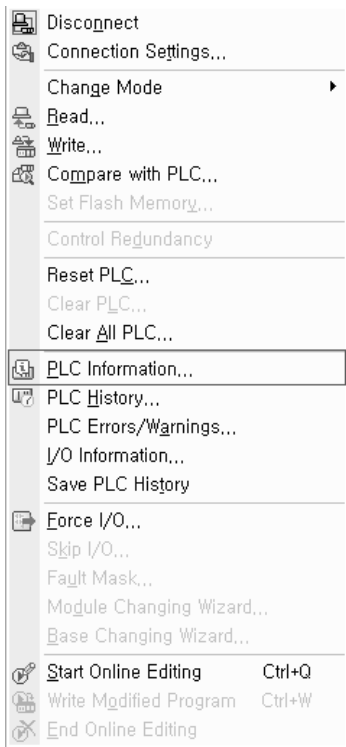 Disconnect
Connection Settings...
Change Mode
Read...
Write...
Compare with PLC...
Set Flash Memory...
Control Redundancy
Reset PLC...
Clear PLC...
Clear All PLC...
PLC Information...
PLC History...
PLC Errors/Warnings...
I/O Information...
Save PLC History
Force I/O...
Skip I/O...
Fault Mask...
Module Changing Wizard...
Base Changing Wizard...
Start Online Editing Ctrl+Q
Write Modified Program Ctrl+W
End Online Editing